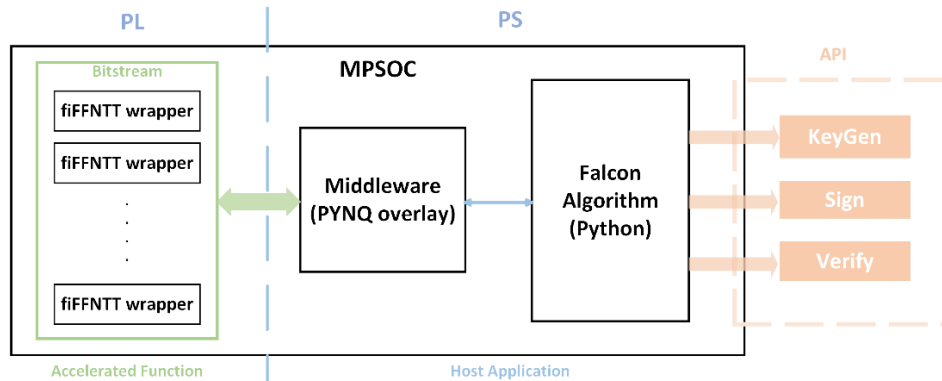 PL
PS
MPSOC
API
Bitstream
fiFFNTT wrapper
fiFFNTT wrapper
fiFFNTT wrapper
Middleware
(PYNQ overlay)
Falcon
Algorithm
(Python)
KeyGen
Sign
Verify
Accelerated Function
Host Application